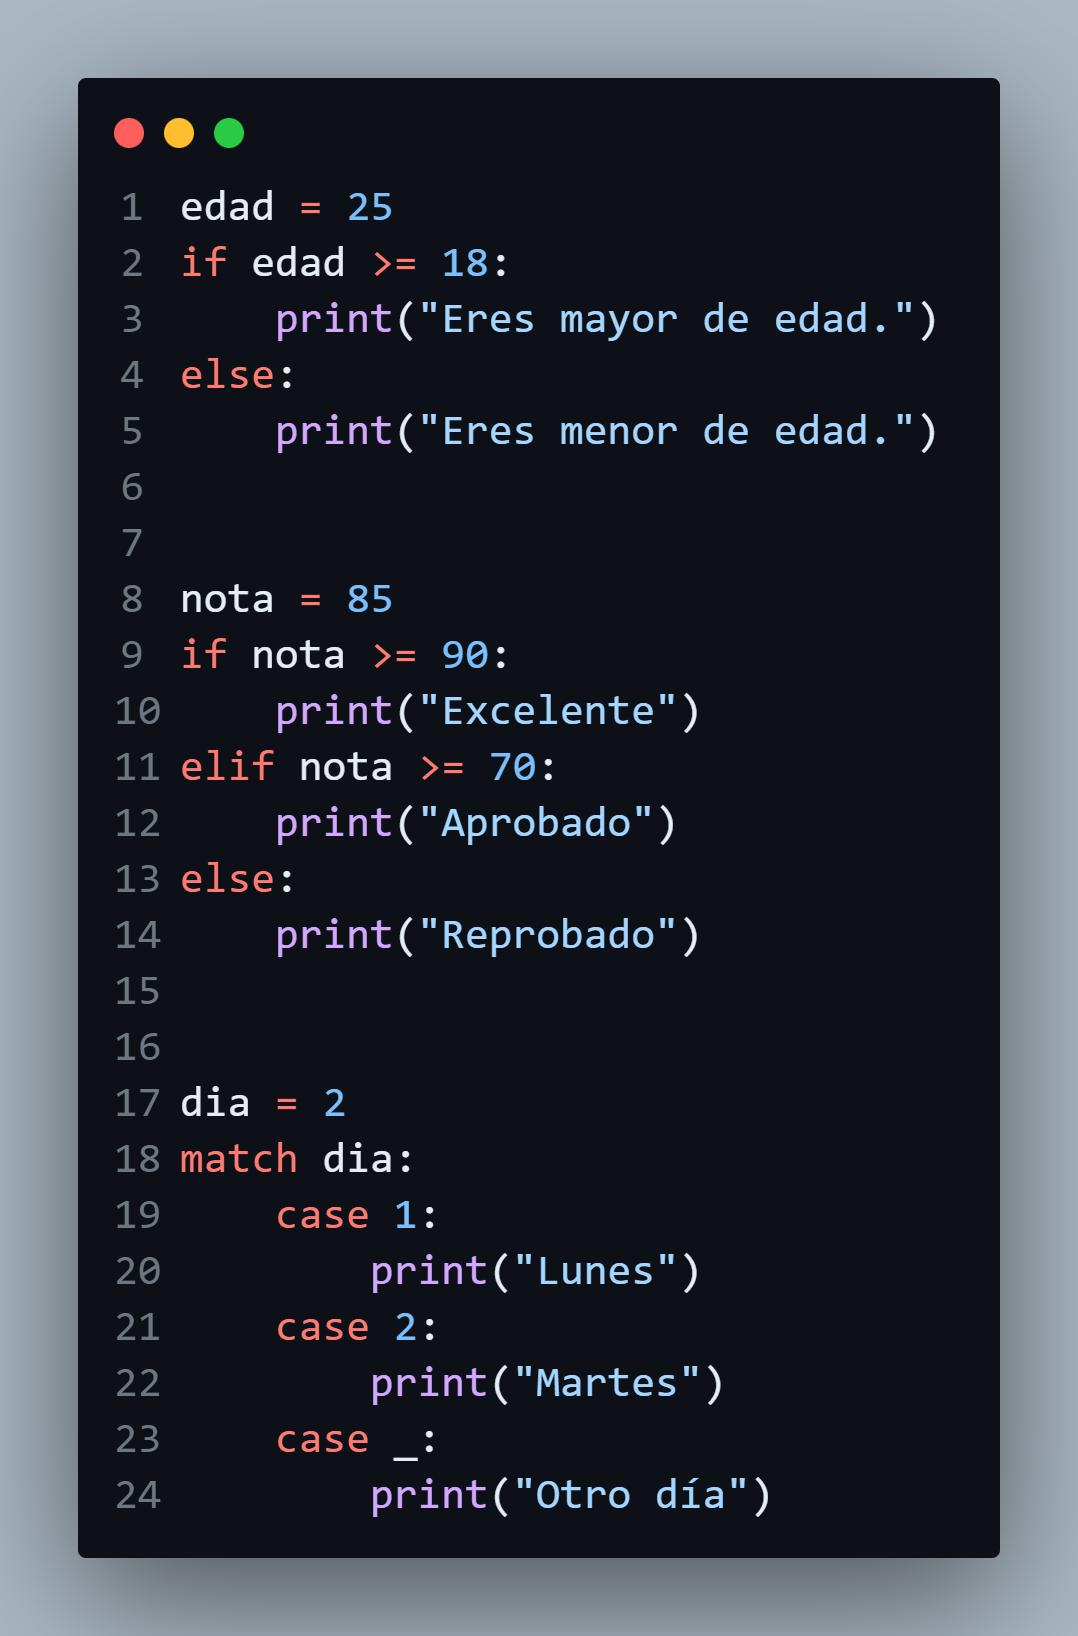 1 edad = 25
2 if edad >= 18:
3     print("Eres mayor de edad.")
4 else:
5     print("Eres menor de edad.")
6
7
8 nota = 85
9 if nota >= 90:
10     print("Excelente")
11 elif nota >= 70:
12     print("Aprobado")
13 else:
14     print("Reprobado")
15
16
17 dia = 2
18 match dia:
19     case 1:
20         print("Lunes")
21     case 2:
22         print("Martes")
23     case _:
24         print("Otro día")